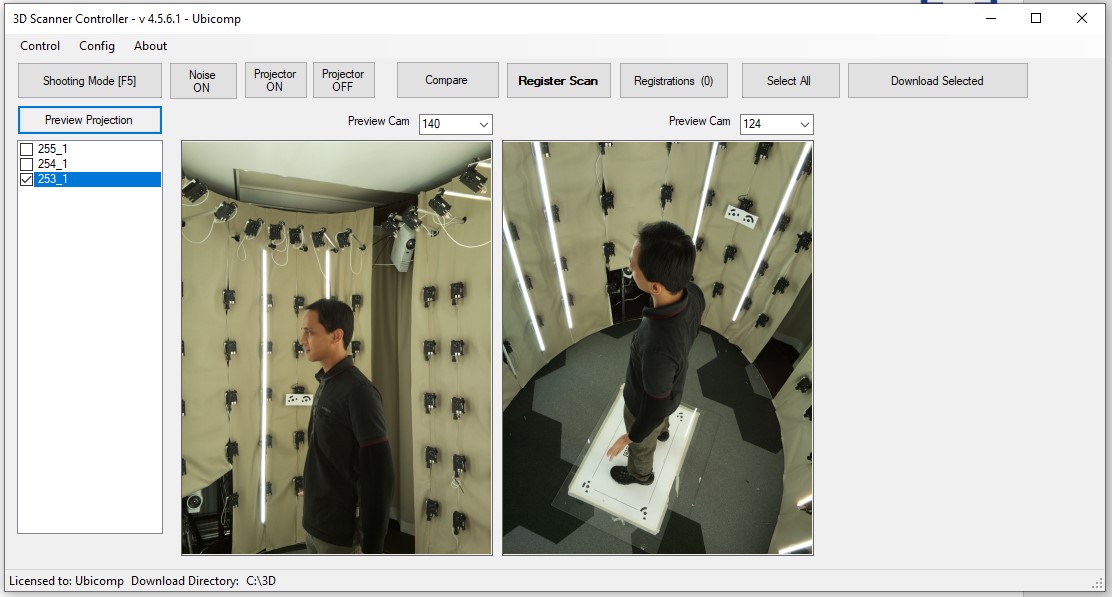 3D Scanner Controller - v 4.5.6.1 - Ubicomp
Control Config About
Shooting Mode [F5]
Noise
ON
Projector
ON
Projector
OFF
Compare
Register Scan
Registrations (0)
Select All
Download Selected
Preview Projection
Preview Cam 140
Preview Cam 124
255_1
254_1
253_1
Licensed to: Ubicomp Download Directory: C:\3D